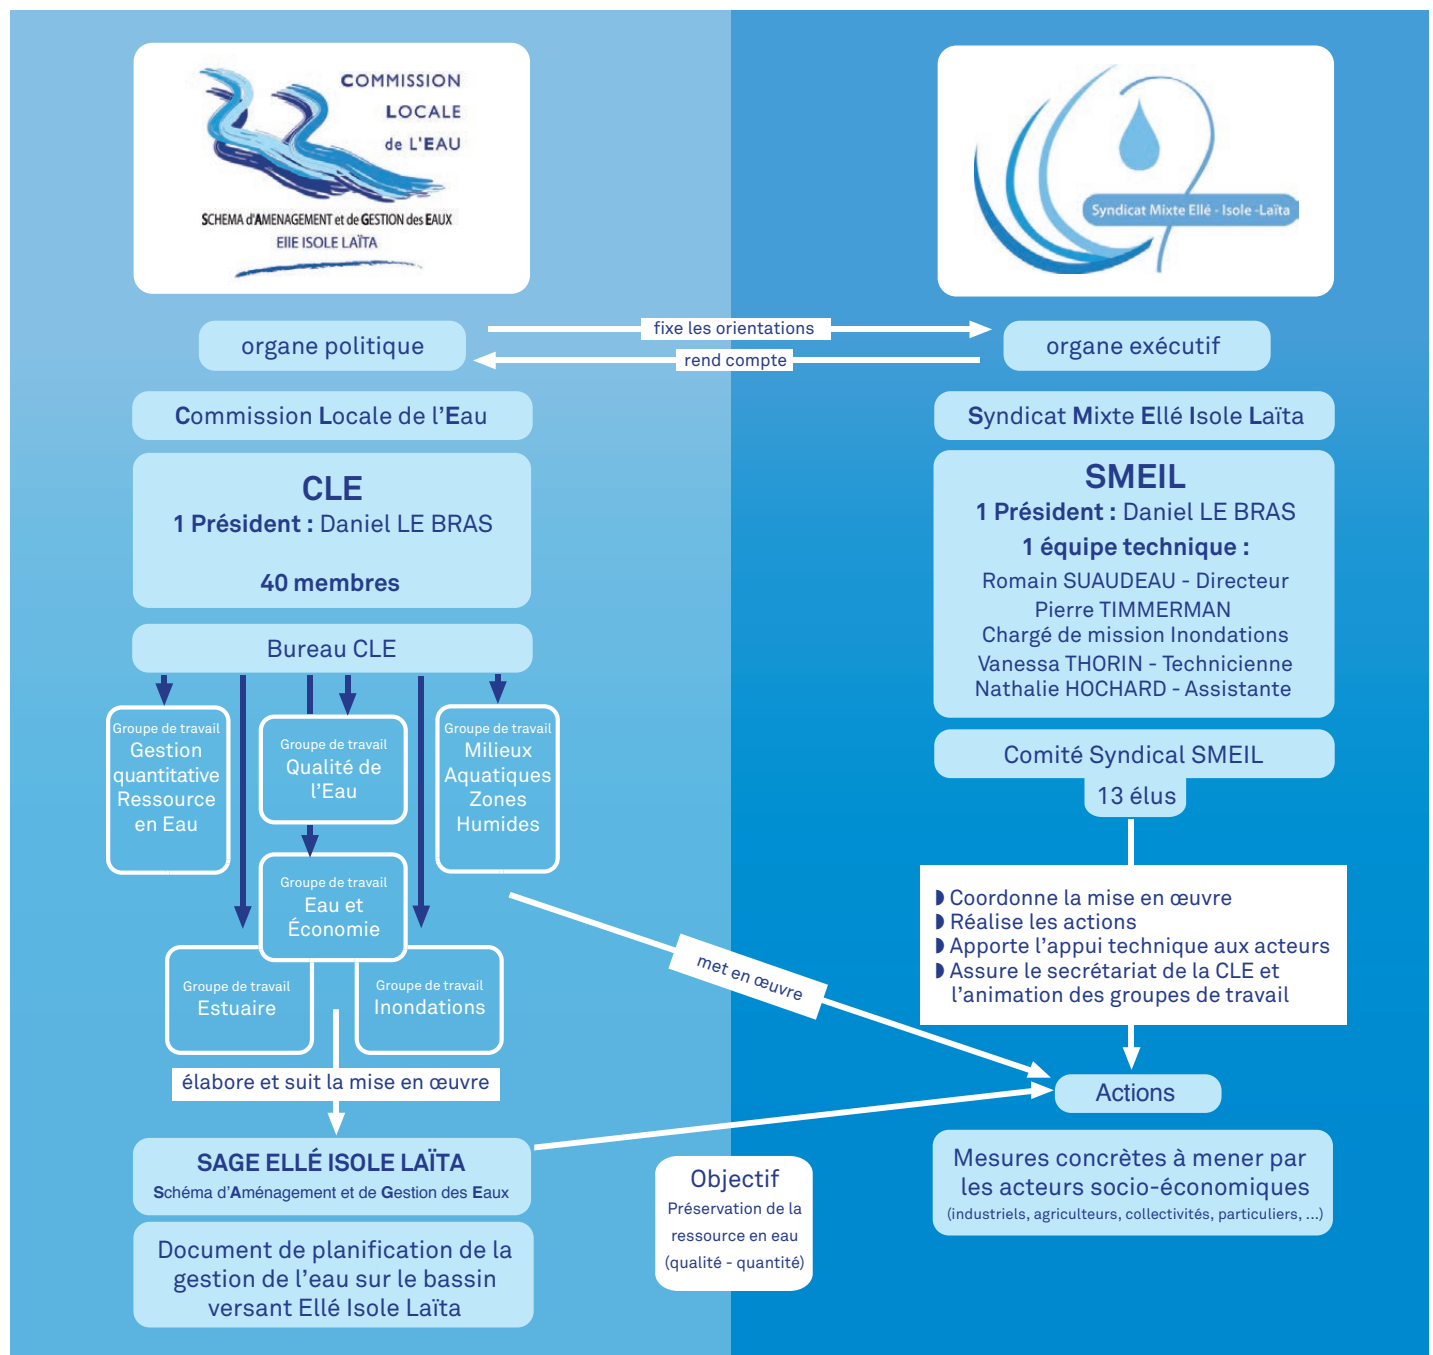 COMMISSION
LOCALE
de L'EAU
SCHEMA d'AMENAGEMENT et de GESTION des EAUX
EllE ISOLE LAÏTA
Syndicat Mixte Ellé - Isole -Laïta
organe politique
fixe les orientations
rend compte
organe exécutif
Commission Locale de l'Eau
CLE
1 Président : Daniel LE BRAS
40 membres
Bureau CLE
Groupe de travail
Gestion
quantitative
Ressource
en Eau
Groupe de travail
Qualité de
l'Eau
Groupe de travail
Milieux
Aquatiques
Zones
Humides
Groupe de travail
Eau et
Économie
Groupe de travail
Estuaire
Groupe de travail
Inondations
élabore et suit la mise en œuvre
SAGE ELLÉ ISOLE LAÏTA
Schéma d'Aménagement et de Gestion des Eaux
Document de planification de la
gestion de l'eau sur le bassin
versant Ellé Isole Laïta
met en œuvre
Objectif
Préservation de la
ressource en eau
(qualité - quantité)
Syndicat Mixte Ellé Isole Laïta
SMEIL
1 Président : Daniel LE BRAS
1 équipe technique :
Romain SUAUDEAU - Directeur
Pierre TIMMERMAN
Chargé de mission Inondations
Vanessa THORIN - Technicienne
Nathalie HOCHARD - Assistante
Comité Syndical SMEIL
13 élus
Coordonne la mise en œuvre
Réalise les actions
Apporte l'appui technique aux acteurs
Assure le secrétariat de la CLE et
l'animation des groupes de travail
Actions
Mesures concrètes à mener par
les acteurs socio-économiques
(industriels, agriculteurs, collectivités, particuliers, ...)